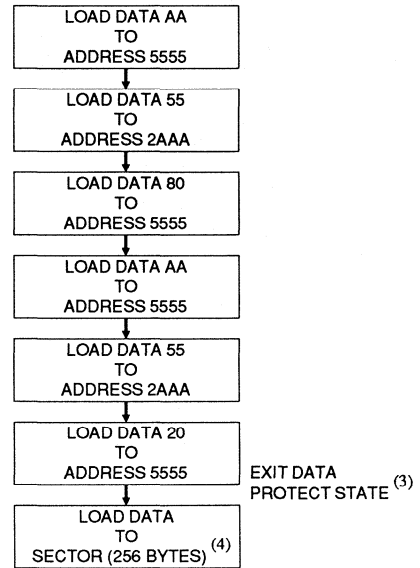 LOAD DATA AA
TO
ADDRESS 5555
LOAD DATA 55
TO
ADDRESS 2AAA
LOAD DATA 80
TO
ADDRESS 5555
LOAD DATA AA
TO
ADDRESS 5555
LOAD DATA 55
TO
ADDRESS 2AAA
LOAD DATA 20
TO
ADDRESS 5555
EXIT DATA
PROTECT STATE (3)
LOAD DATA
TO
SECTOR (256 BYTES) (4)